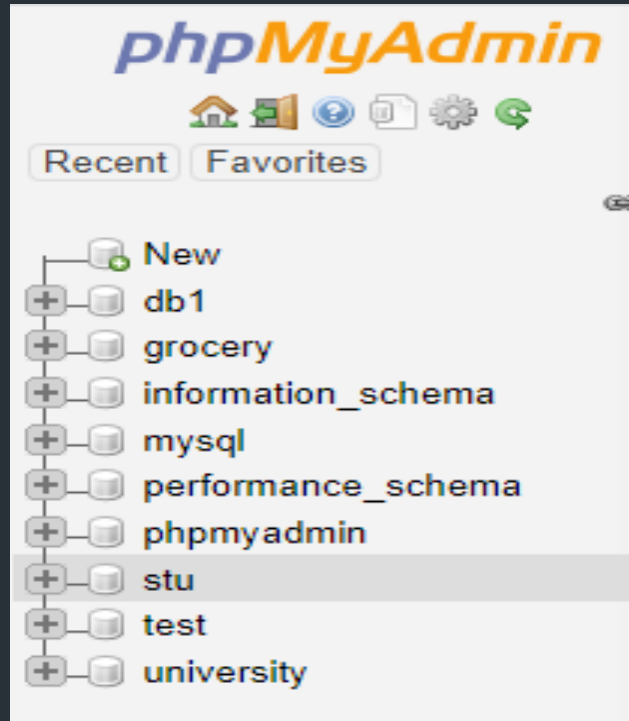 phpMyAdmin
Recent Favorites
New
db1
grocery
information_schema
mysql
performance_schema
phpmyadmin
stu
test
university